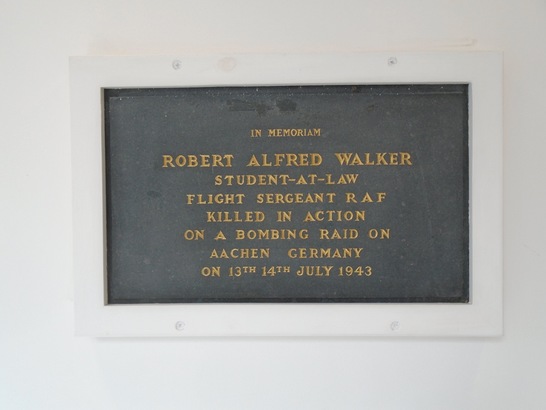 IN MEMORIAM
ROBERT ALFRED WALKER
STUDENT-AT-LAW
FLIGHT SERGEANT RAF
KILLED IN ACTION
ON A BOMBING RAID ON
AACHEN GERMANY
ON 13TH 14TH JULY 1943